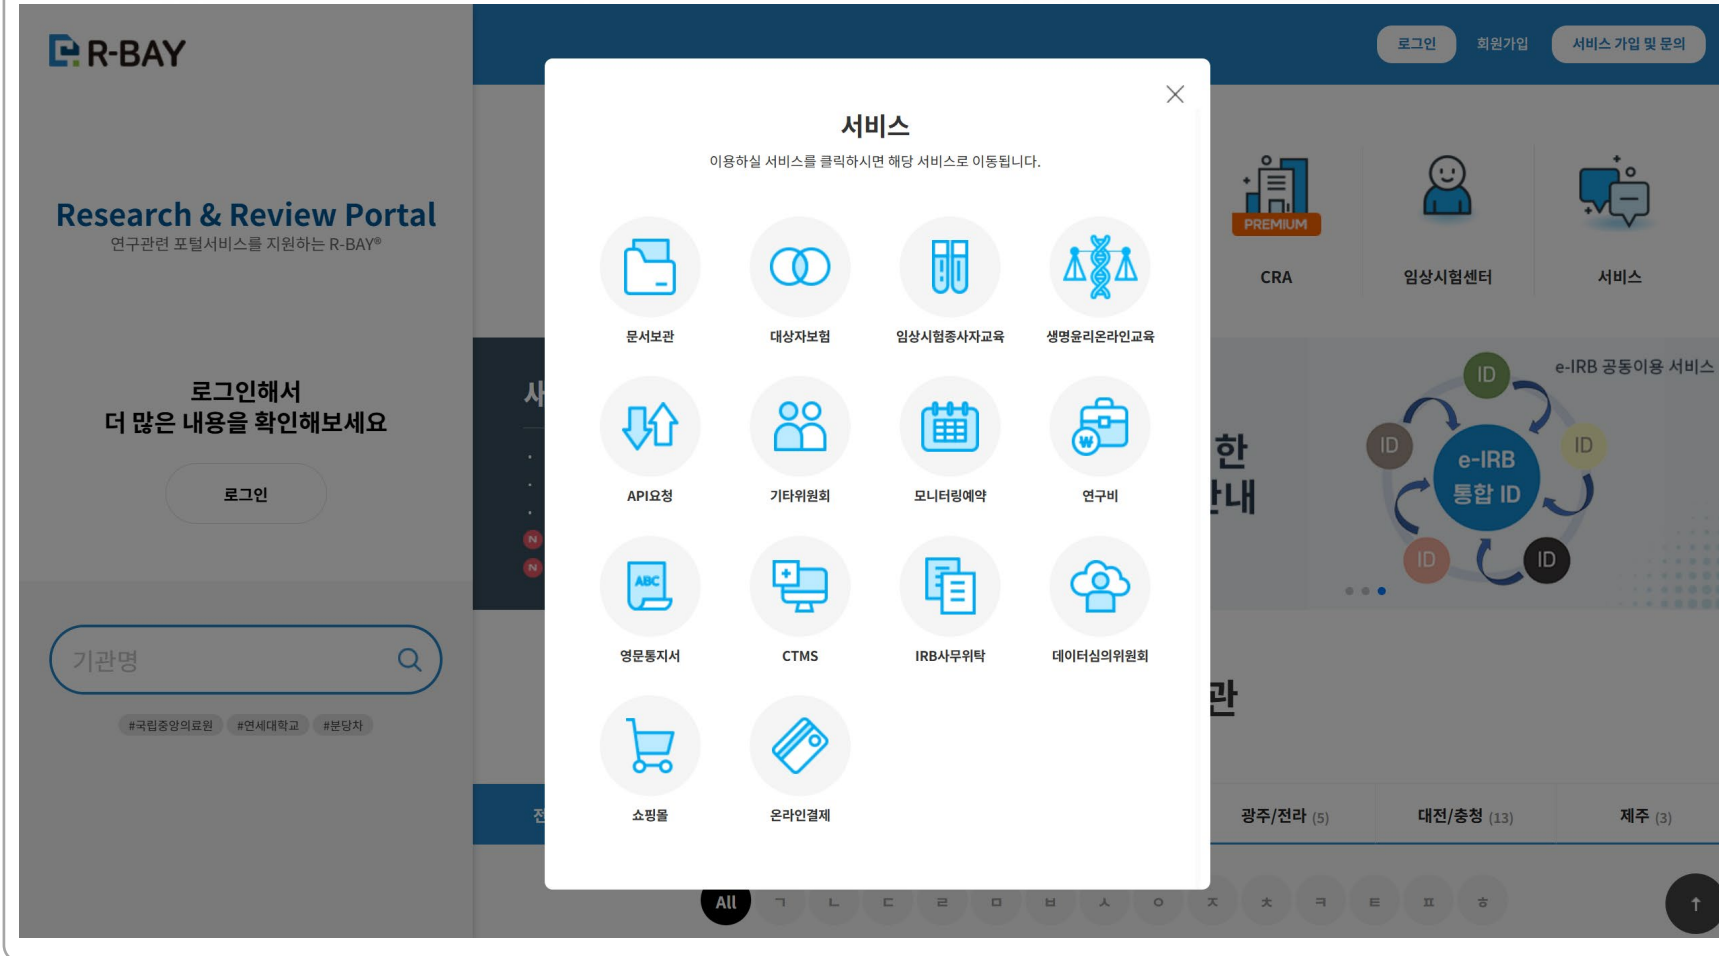 R-BAY
로그인
회원가입
서비스 가입 및 문의
Research & Review Portal
연구관련 포털서비스를 지원하는 R-BAY®
로그인해서
더 많은 내용을 확인해보세요
로그인
기관명
#국립중앙의료원 #연세대학교 #분당차
서비스
이용하실 서비스를 클릭하시면 해당 서비스로 이동됩니다.
문서보관
대상자보험
임상시험종사자교육
생명윤리온라인교육
API요청
기타위원회
모니터링예약
₩
연구비
ABC
영문통지서
CTMS
IRB사무위탁
데이터심의위원회
쇼핑몰
온라인결제
PREMIUM
CRA
임상시험센터
서비스
N
N
한
e-IRB 공동이용 서비스
ID
ID
ID
ID
ID
e-IRB
통합 ID
관
광주/전라 (5)
대전/충청 (13)
제주 (3)
All ㄱ ㄴ ㄷ ㄹ ㅁ ㅂ ㅅ ㅇ ㅈ ㅊ ㅋ ㅌ ㅍ ㅎ